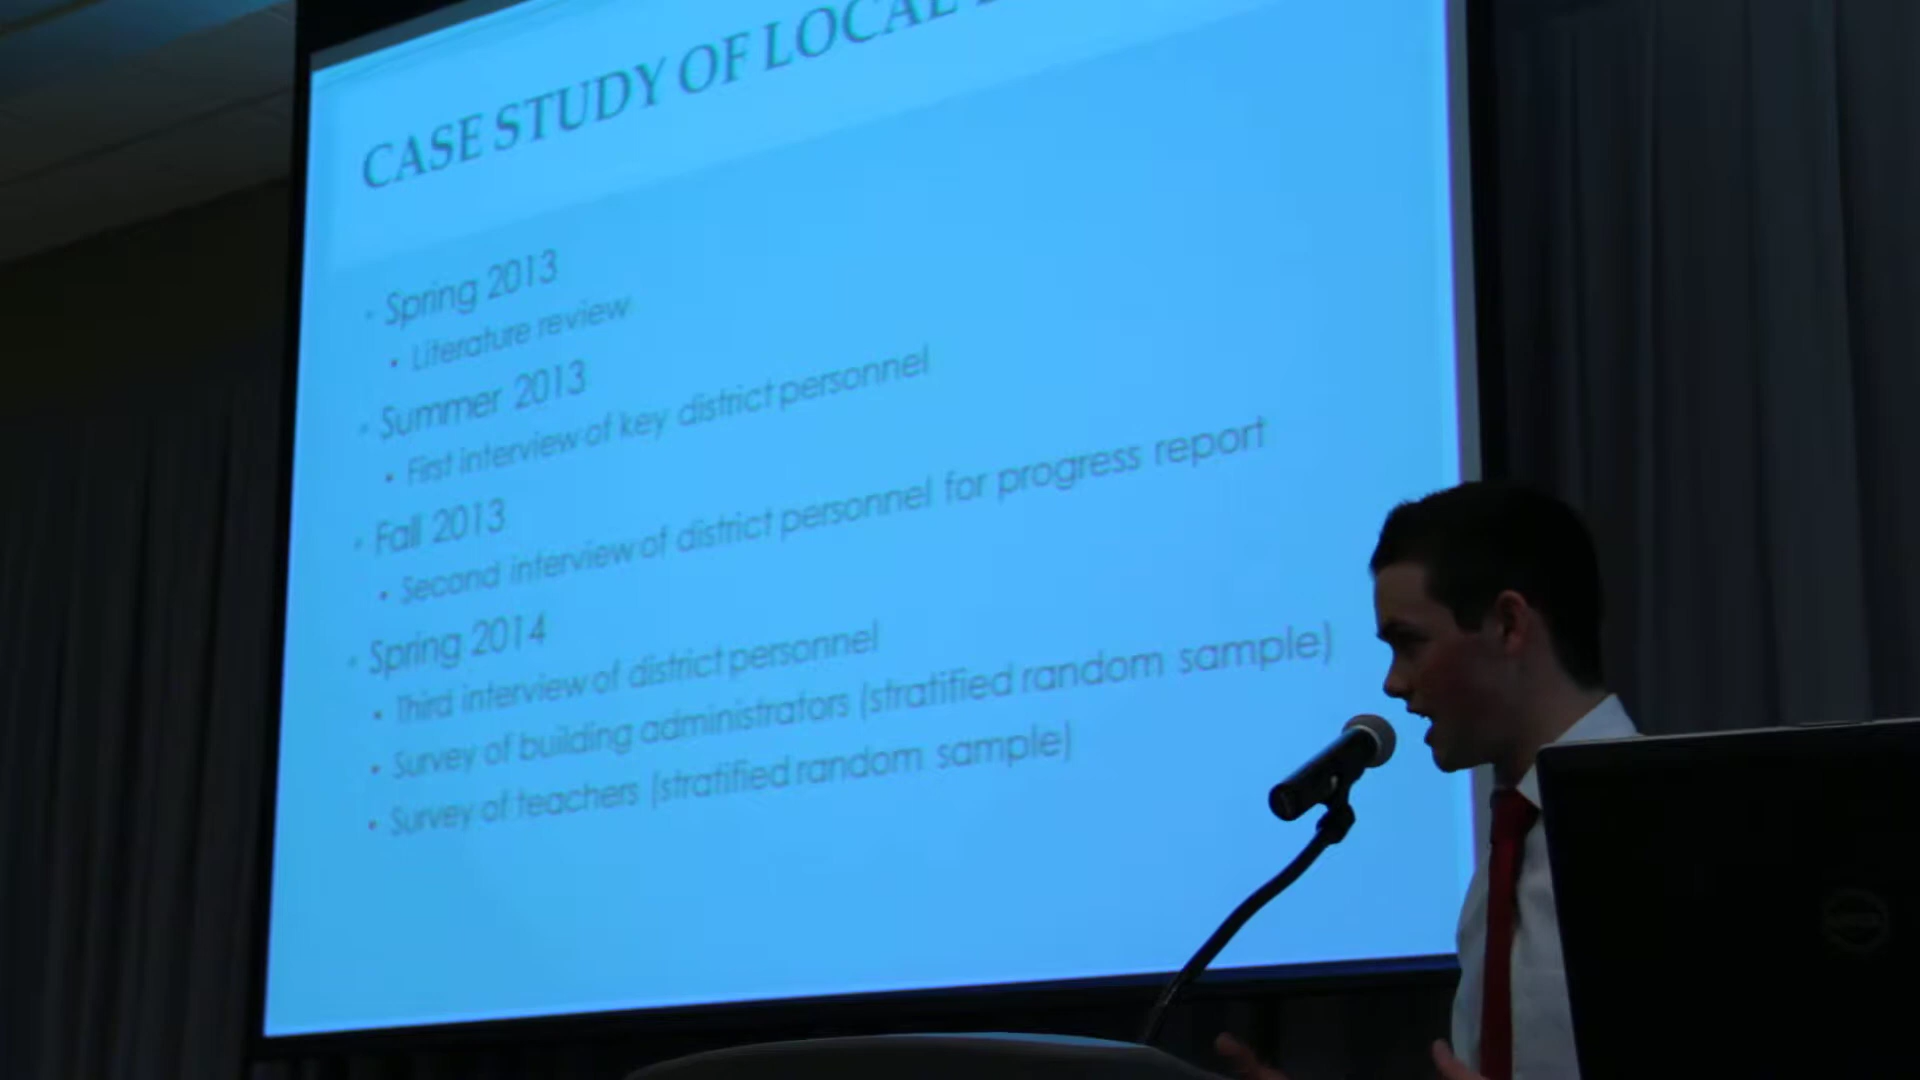 CASE STUDY OF LOCAL
Spring 2013
Literature review
Summer 2013
First interview of key district personnel
Fall 2013
Second interview of district personnel for progress report
Spring 2014
Third interview of district personnel
Survey of building administrators (stratified random sample)
Survey of teachers (stratified random sample)